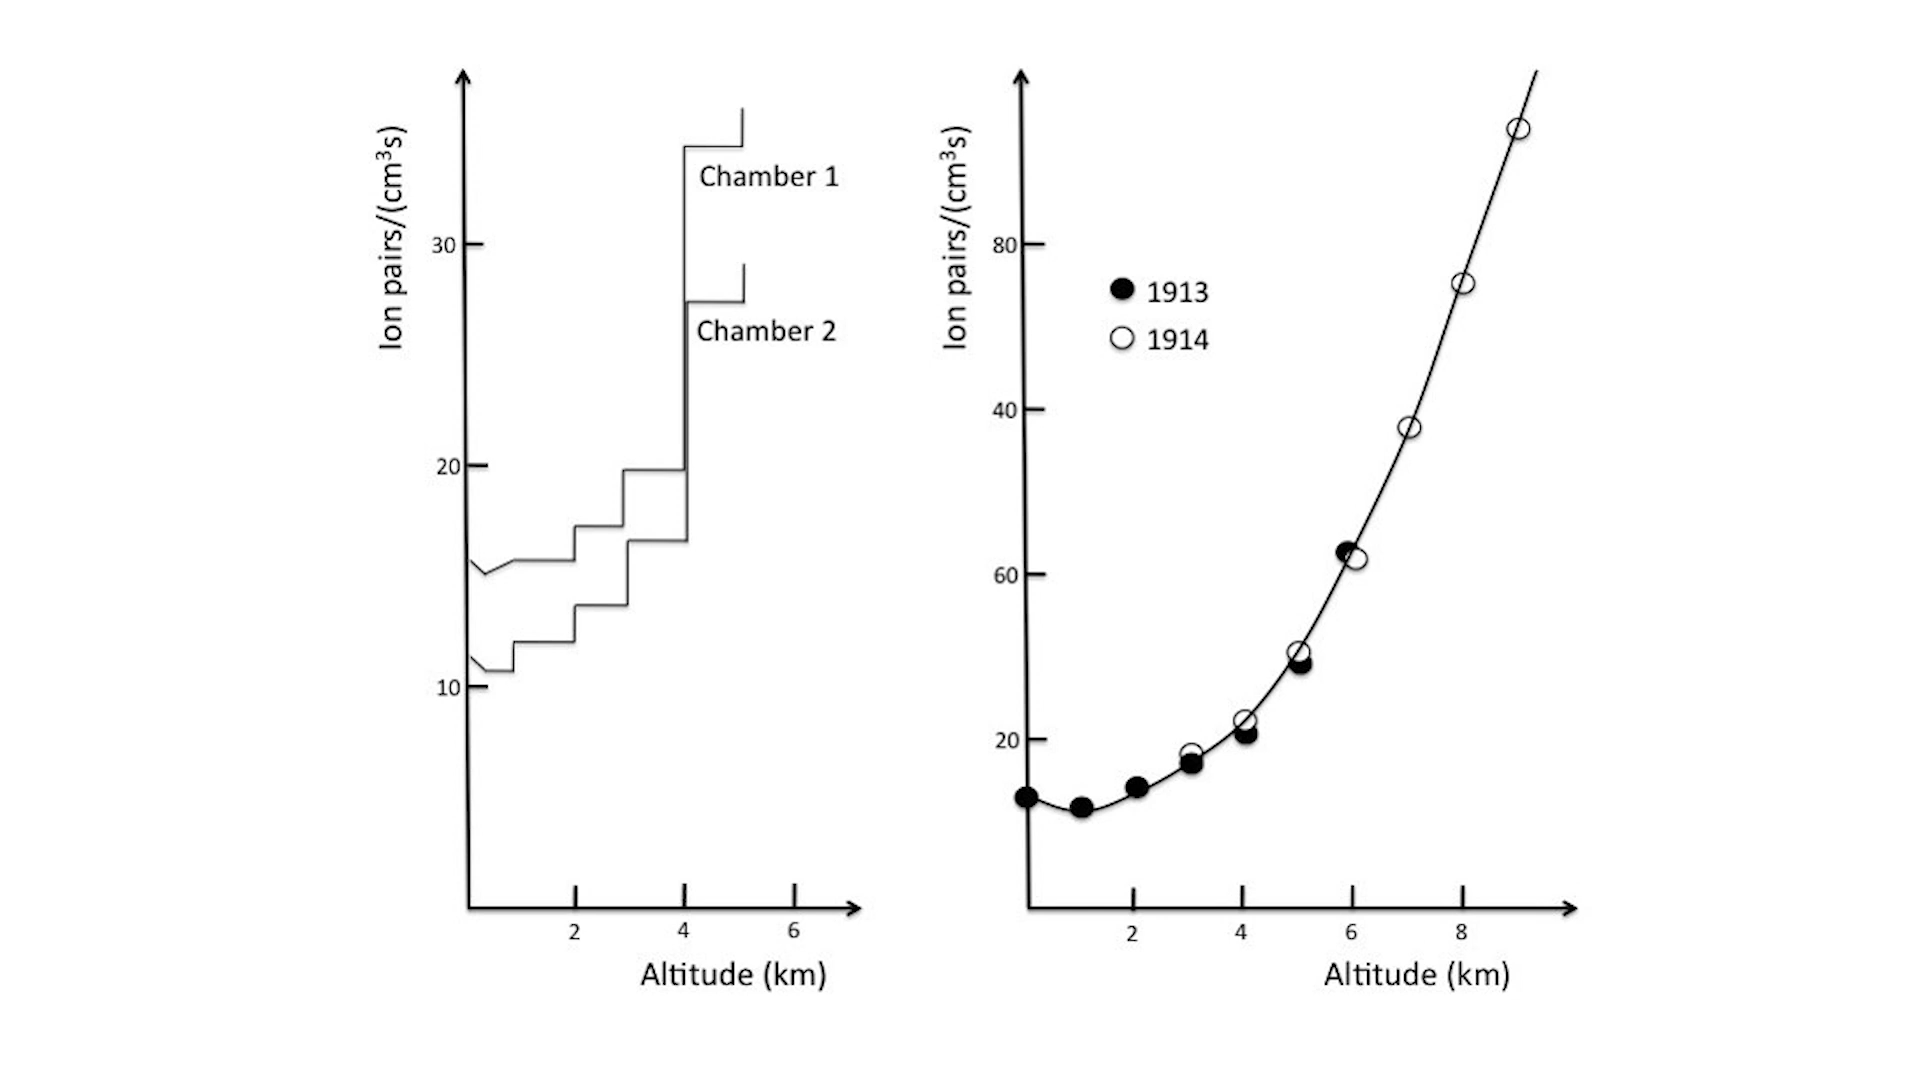 Ion pairs/(cm³s)
30
20
10
Chamber 1
Chamber 2
2 4 6
Altitude (km)
Ion pairs/(cm³s)
80
40
60
20
1913
1914
2 4 6 8
Altitude (km)